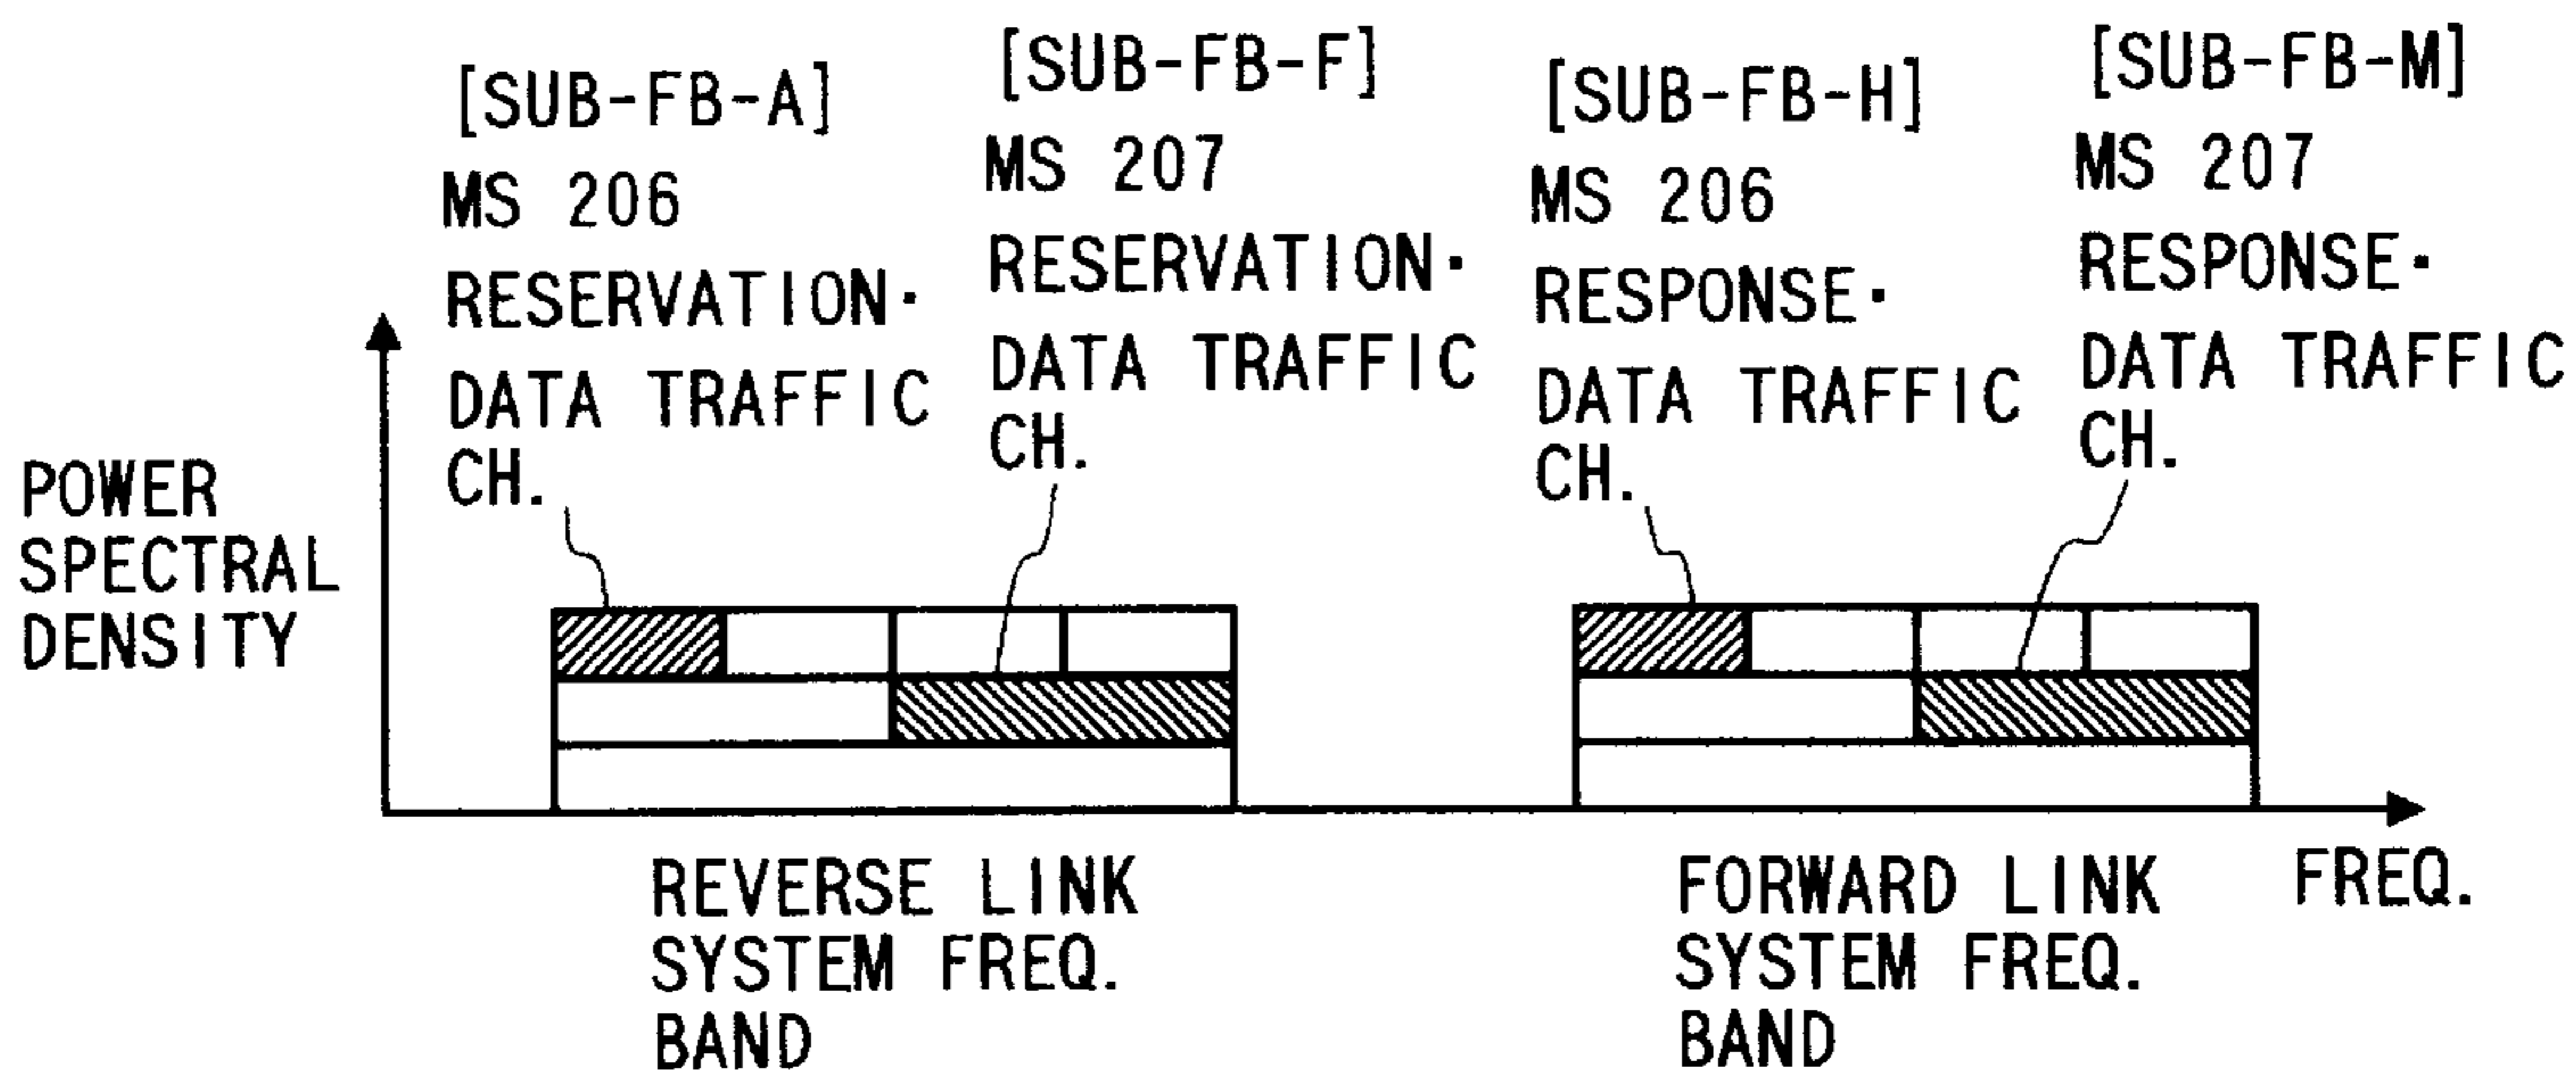 [SUB-FB-A]
MS 206
RESERVATION·
DATA TRAFFIC
CH.
[SUB-FB-F]
MS 207
RESERVATION·
DATA TRAFFIC
CH.
[SUB-FB-H]
MS 206
RESPONSE·
DATA TRAFFIC
CH.
[SUB-FB-M]
MS 207
RESPONSE·
DATA TRAFFIC
CH.
POWER
SPECTRAL
DENSITY
REVERSE LINK
SYSTEM FREQ.
BAND
FORWARD LINK
SYSTEM FREQ.
BAND
FREQ.